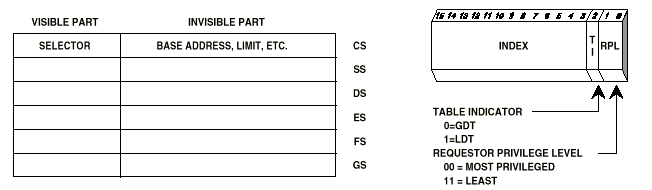 VISIBLE PART INVISIBLE PART
SELECTOR BASE ADDRESS, LIMIT, ETC. CS
SS
DS
ES
FS
GS
15 14 13 12 11 10 9 8 7 6 5 4 3 2 1 0
INDEX TI RPL
TABLE INDICATOR
0=GDT
1=LDT
REQUESTOR PRIVILEGE LEVEL
00 = MOST PRIVILEGED
11 = LEAST